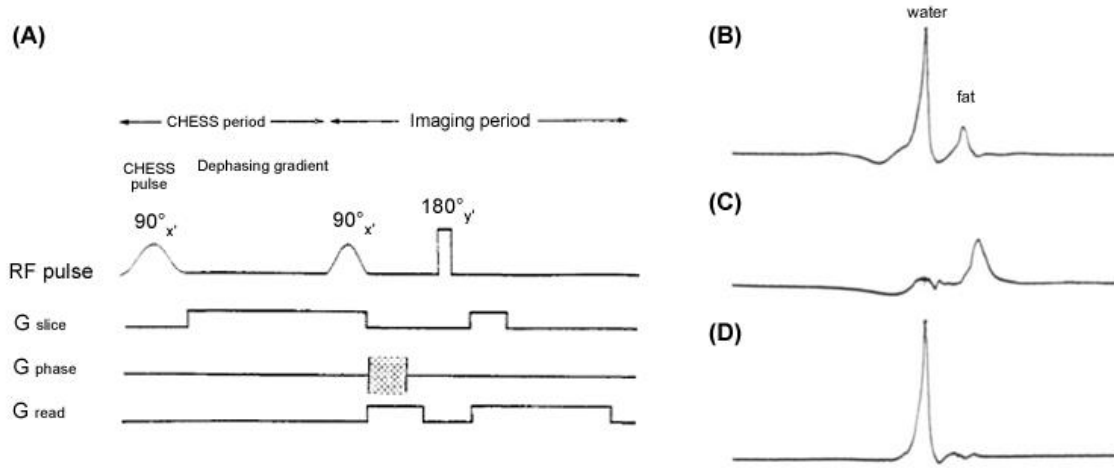 (A)
CHESS period
Imaging period
CHESS
pulse
Dephasing gradient
90°x'
90°x'
180°y'
RF pulse
G slice
G phase
G read
(B)
water
fat
(C)
(D)